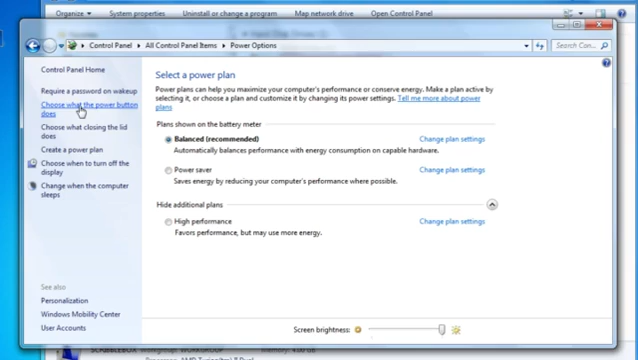 Organize System properties Uninstall or change a program Map network drive Open Control Panel
Control Panel All Control Panel Items Power Options Search Con...
Control Panel Home
Require a password on wakeup
Choose what the power button
does
Choose what closing the lid
does
Create a power plan
Choose when to turn off the
display
Change when the computer
sleeps
See also
Personalization
Windows Mobility Center
User Accounts
Select a power plan
Power plans can help you maximize your computer's performance or conserve energy. Make a plan active by
selecting it, or choose a plan and customize it by changing its power settings. Tell me more about power
plans
Plans shown on the battery meter
Balanced (recommended) Change plan settings
Automatically balances performance with energy consumption on capable hardware.
Power saver Change plan settings
Saves energy by reducing your computer's performance where possible.
Hide additional plans
High performance Change plan settings
Favors performance, but may use more energy.
Screen brightness: